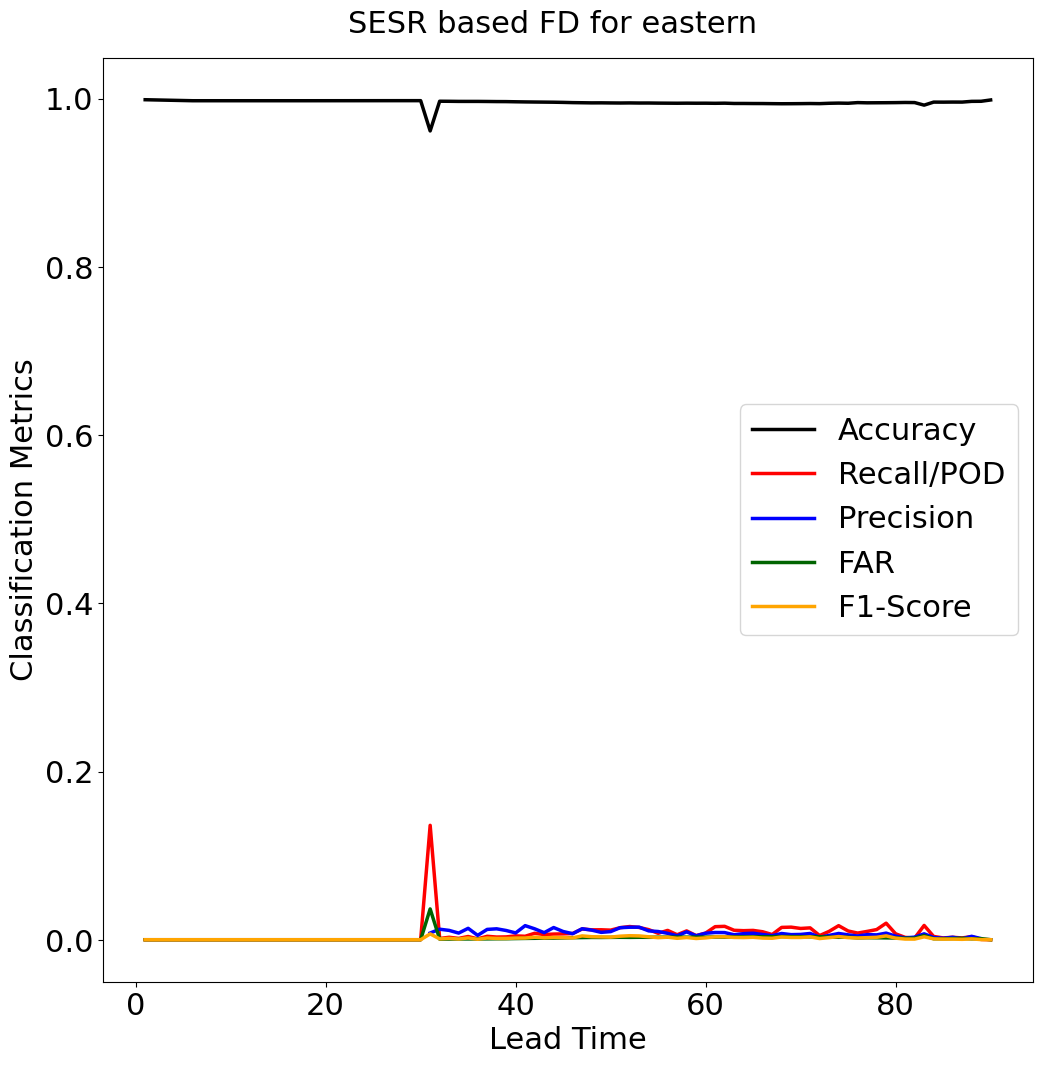 SESR based FD for eastern
1.0
0.8
0.6
0.4
0.2
0.0
Classification Metrics
Accuracy
Recall/POD
Precision
FAR
F1-Score
0 20 40 60 80
Lead Time